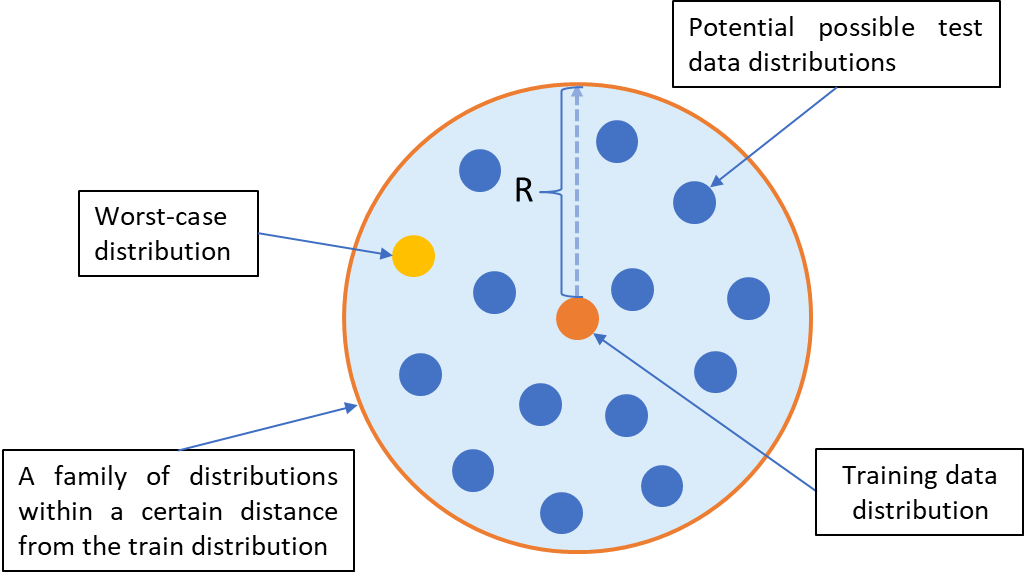 Potential possible test
data distributions
R
Worst-case
distribution
A family of distributions
within a certain distance
from the train distribution
Training data
distribution